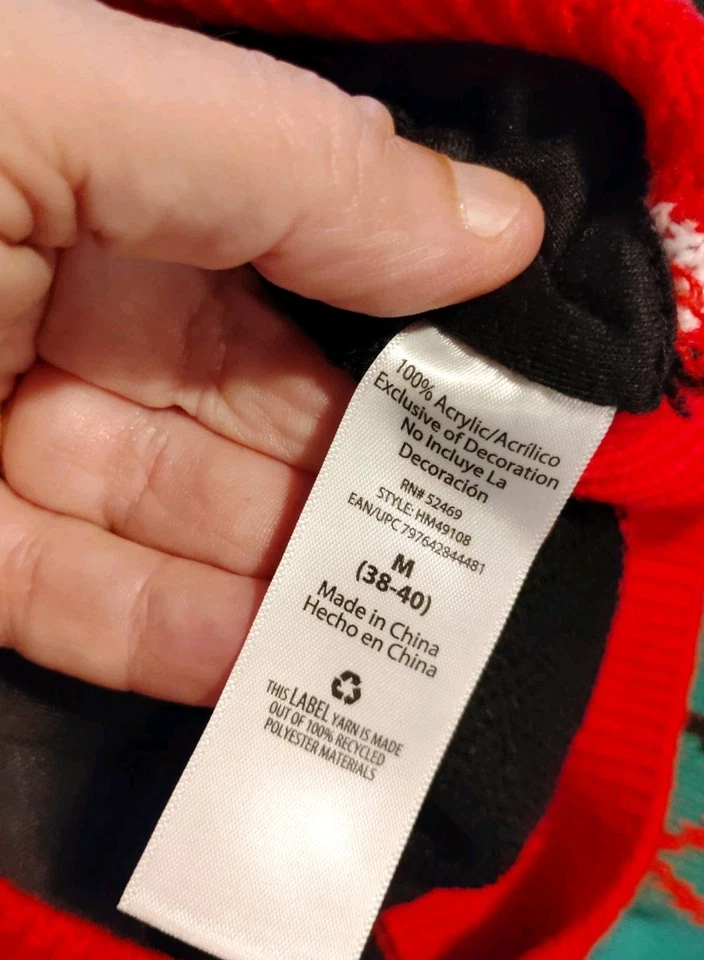 100% Acrylic/Acrílico
Exclusive of Decoration
No Incluye La
Decoración
RN# 52469
STYLE: HM49108
EAN/UPC 797642844481
M
(38-40)
Made in China
Hecho en China
THIS LABEL YARN IS MADE
OUT OF 100% RECYCLED
POLYESTER MATERIALS